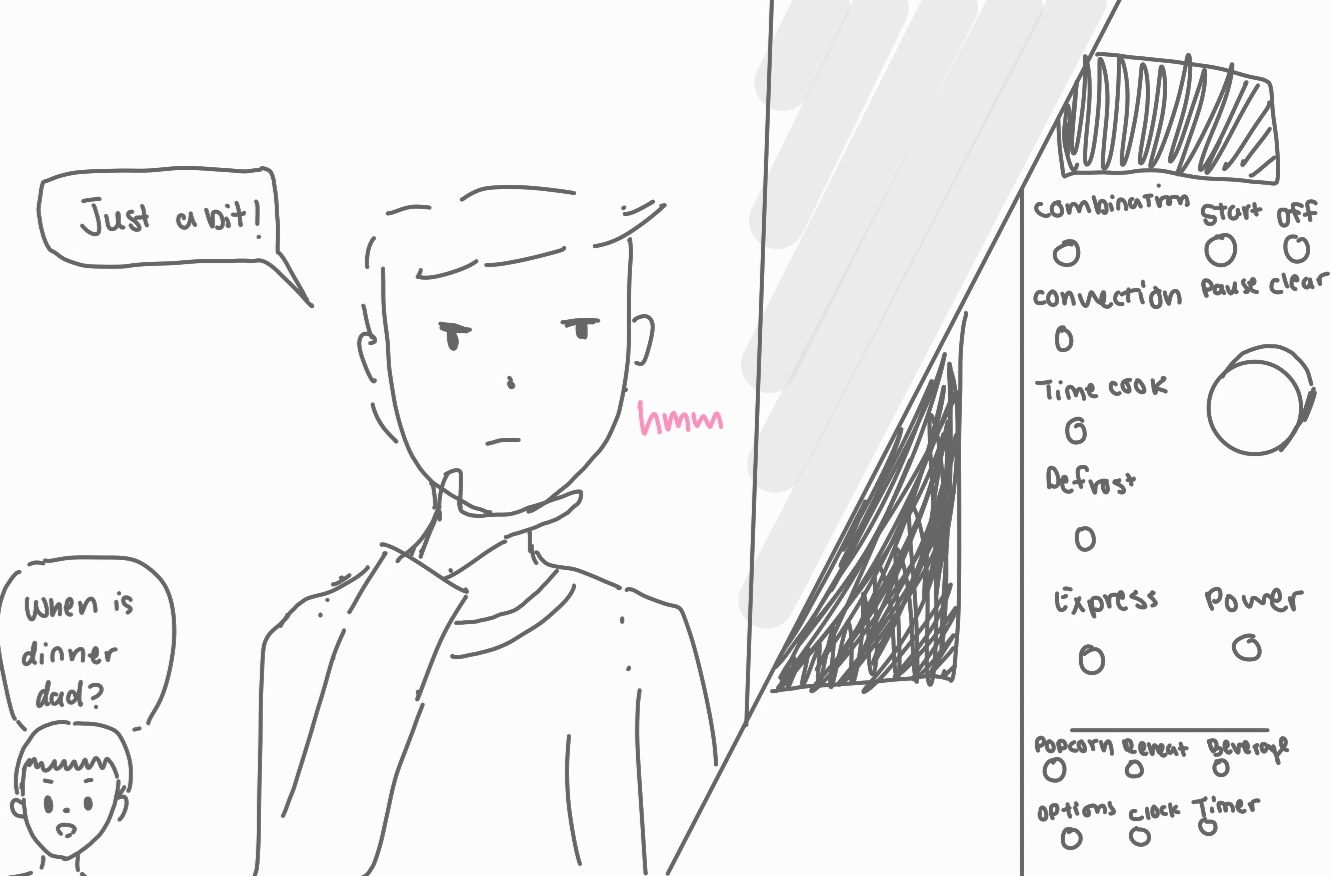 Just a bit!
hmm
When is
dinner
dad?
combination
Start off
Pause clear
convection
Time cook
Defrost
Express
Power
Popcorn Reheat Beverage
options clock Timer